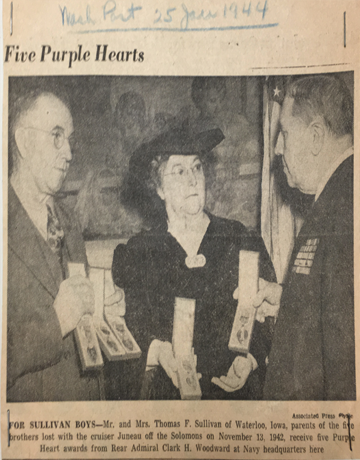 Wash Post 25 Jan 1944
Five Purple Hearts
Associated Press Photo
FOR SULLIVAN BOYS—Mr. and Mrs. Thomas F. Sullivan of Waterloo, Iowa, parents of the five
brothers lost with the cruiser Juneau off the Solomons on November 13, 1942, receive five Purple
Heart awards from Rear Admiral Clark H. Woodward at Navy headquarters here